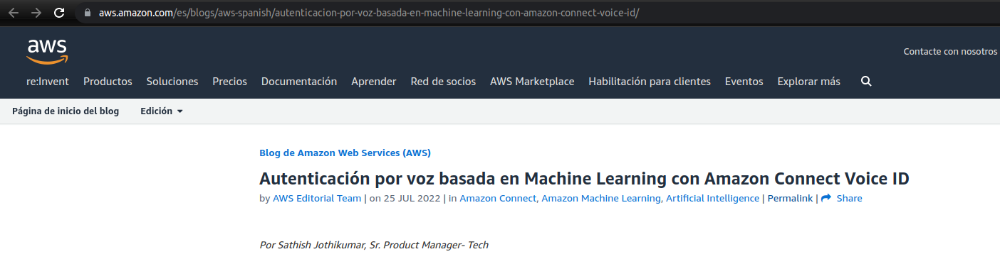 aws.amazon.com/es/blogs/aws-spanish/autenticacion-por-voz-basada-en-machine-learning-con-amazon-connect-voice-id/
aws
Contacte con nosotros
re:Invent Productos Soluciones Precios Documentación Aprender Red de socios AWS Marketplace Habilitación para clientes Eventos Explorar más
Página de inicio del blog Edición
Blog de Amazon Web Services (AWS)
Autenticación por voz basada en Machine Learning con Amazon Connect Voice ID
by AWS Editorial Team | on 25 JUL 2022 | in Amazon Connect, Amazon Machine Learning, Artificial Intelligence | Permalink | Share
Por Sathish Jothikumar, Sr. Product Manager- Tech